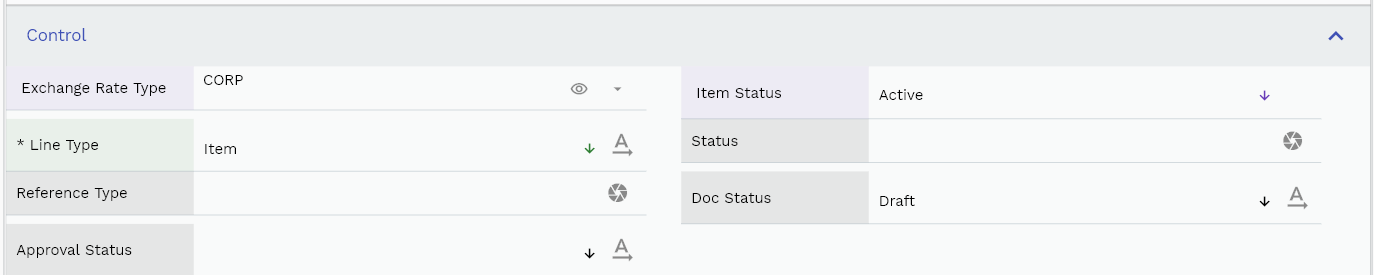 Control
Exchange Rate Type CORP
* Line Type Item
Reference Type
Approval Status
Item Status Active
Status
Doc Status Draft